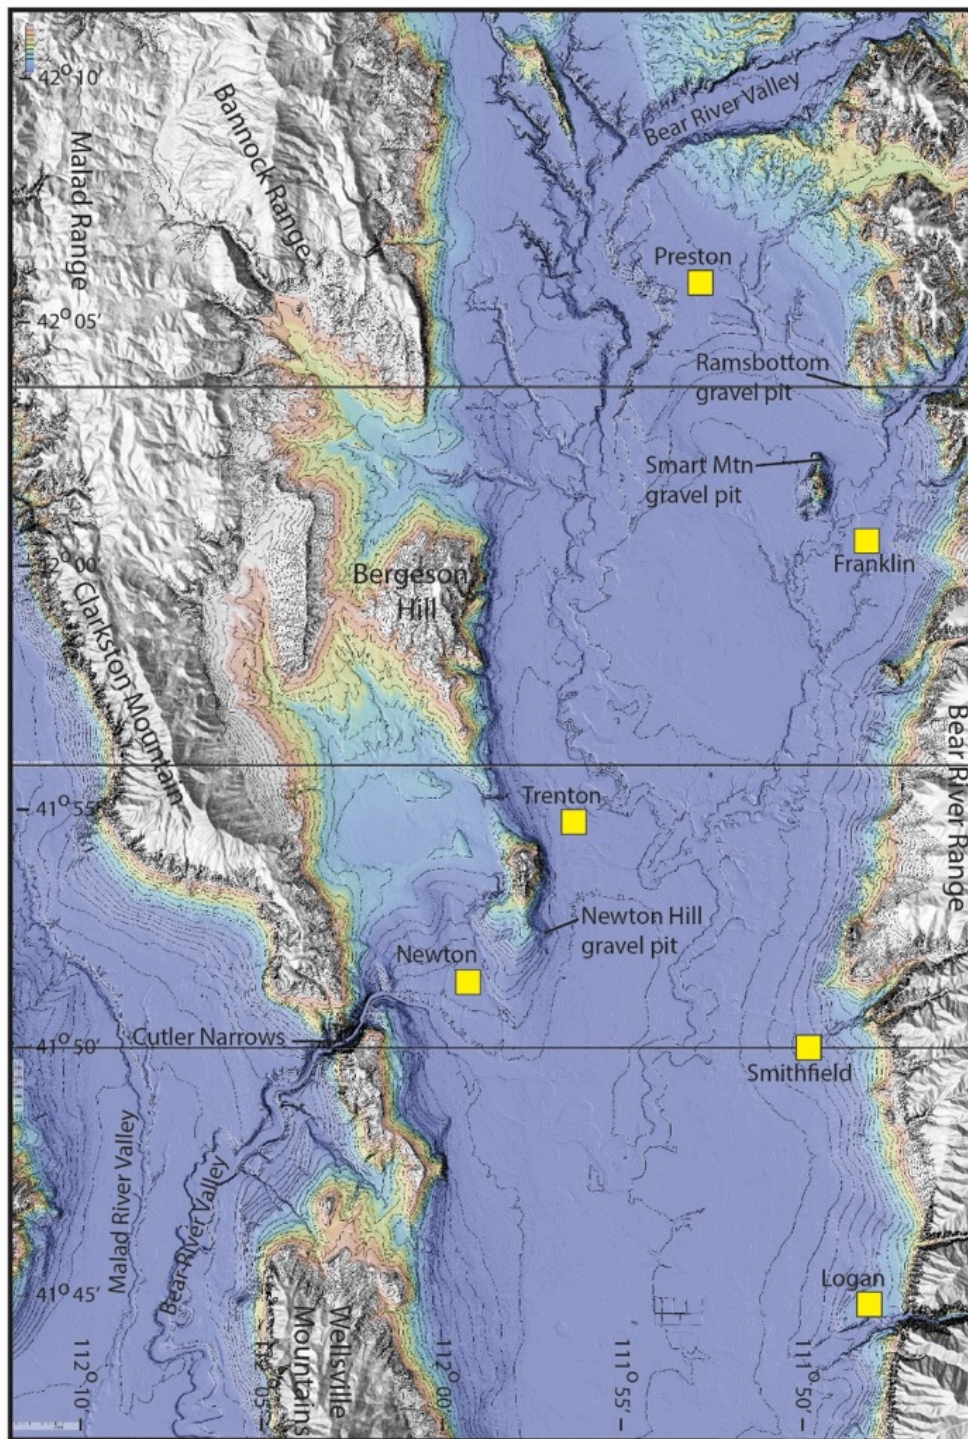 42° 10'
Bannock Range
Malad Range
Bear River Valley
Preston
42° 05'
Ramsbottom
gravel pit
Smart Mtn
gravel pit
Franklin
42° 00'
Bergeson
Hill
Clarkston Mountain
Bear River Range
41° 55'
Trenton
Newton Hill
gravel pit
Newton
Cutler Narrows
41° 50'
Smithfield
Malad River Valley
Bear River Valley
41° 45'
Logan
Wellsville
Mountains
112° 10'
112° 00'
111° 55'
111° 50'